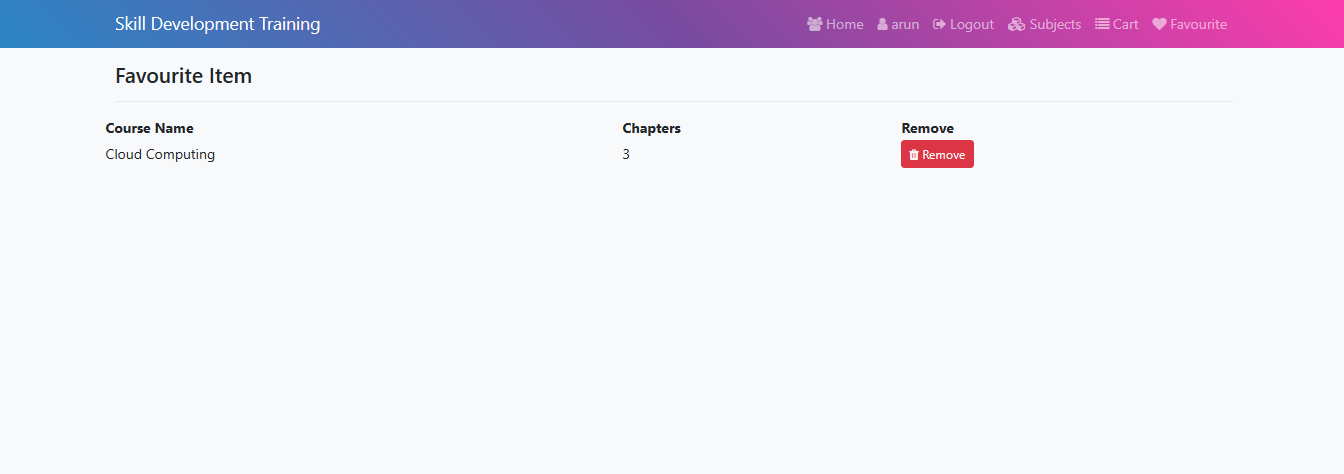 Skill Development Training Home arun Logout Subjects Cart Favourite
Favourite Item
Course Name Chapters Remove
Cloud Computing 3 Remove